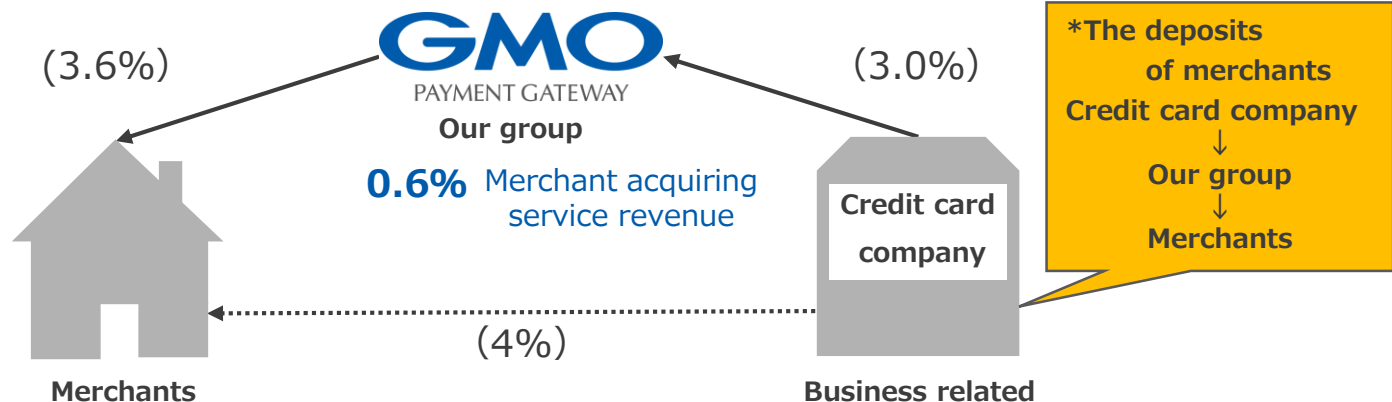 (3.6%)
GMO
PAYMENT GATEWAY
Our group
0.6% Merchant acquiring
service revenue
(3.0%)
*The deposits
of merchants
Credit card company
↓
Our group
↓
Merchants
Credit card
company
(4%)
Merchants
Business related